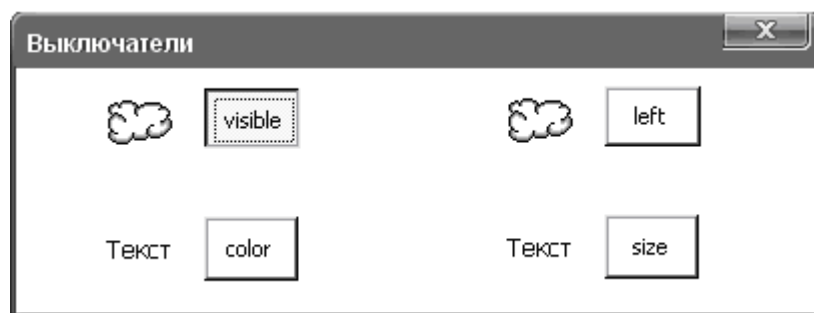 Выключатели
visible
left
Текст
color
Текст
size